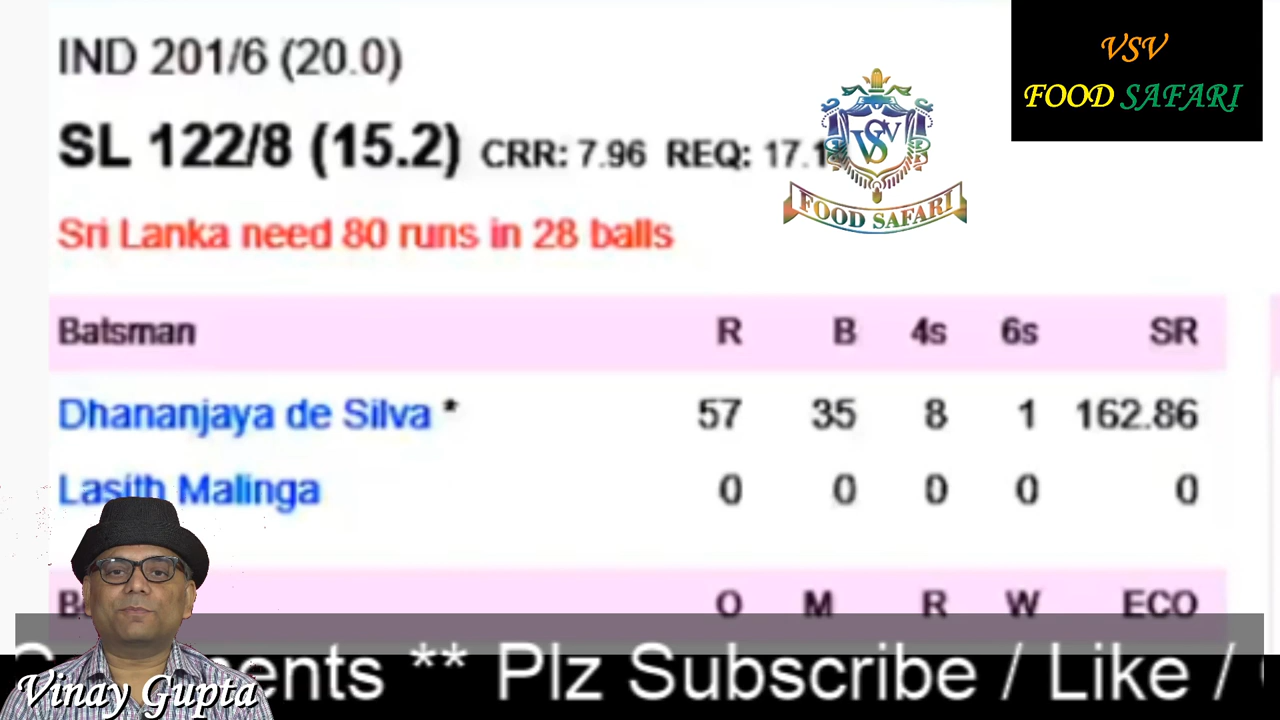 IND 201/6 (20.0)
SL 122/8 (15.2) CRR: 7.96 REQ: 17.1
Sri Lanka need 80 runs in 28 balls
VSV
FOOD SAFARI
VSV
FOOD SAFARI
Batsman R B 4s 6s SR
Dhananjaya de Silva * 57 35 8 1 162.86
Lasith Malinga 0 0 0 0 0
O M R W ECO
ents ** Plz Subscribe / Like /
Vinay Gupta